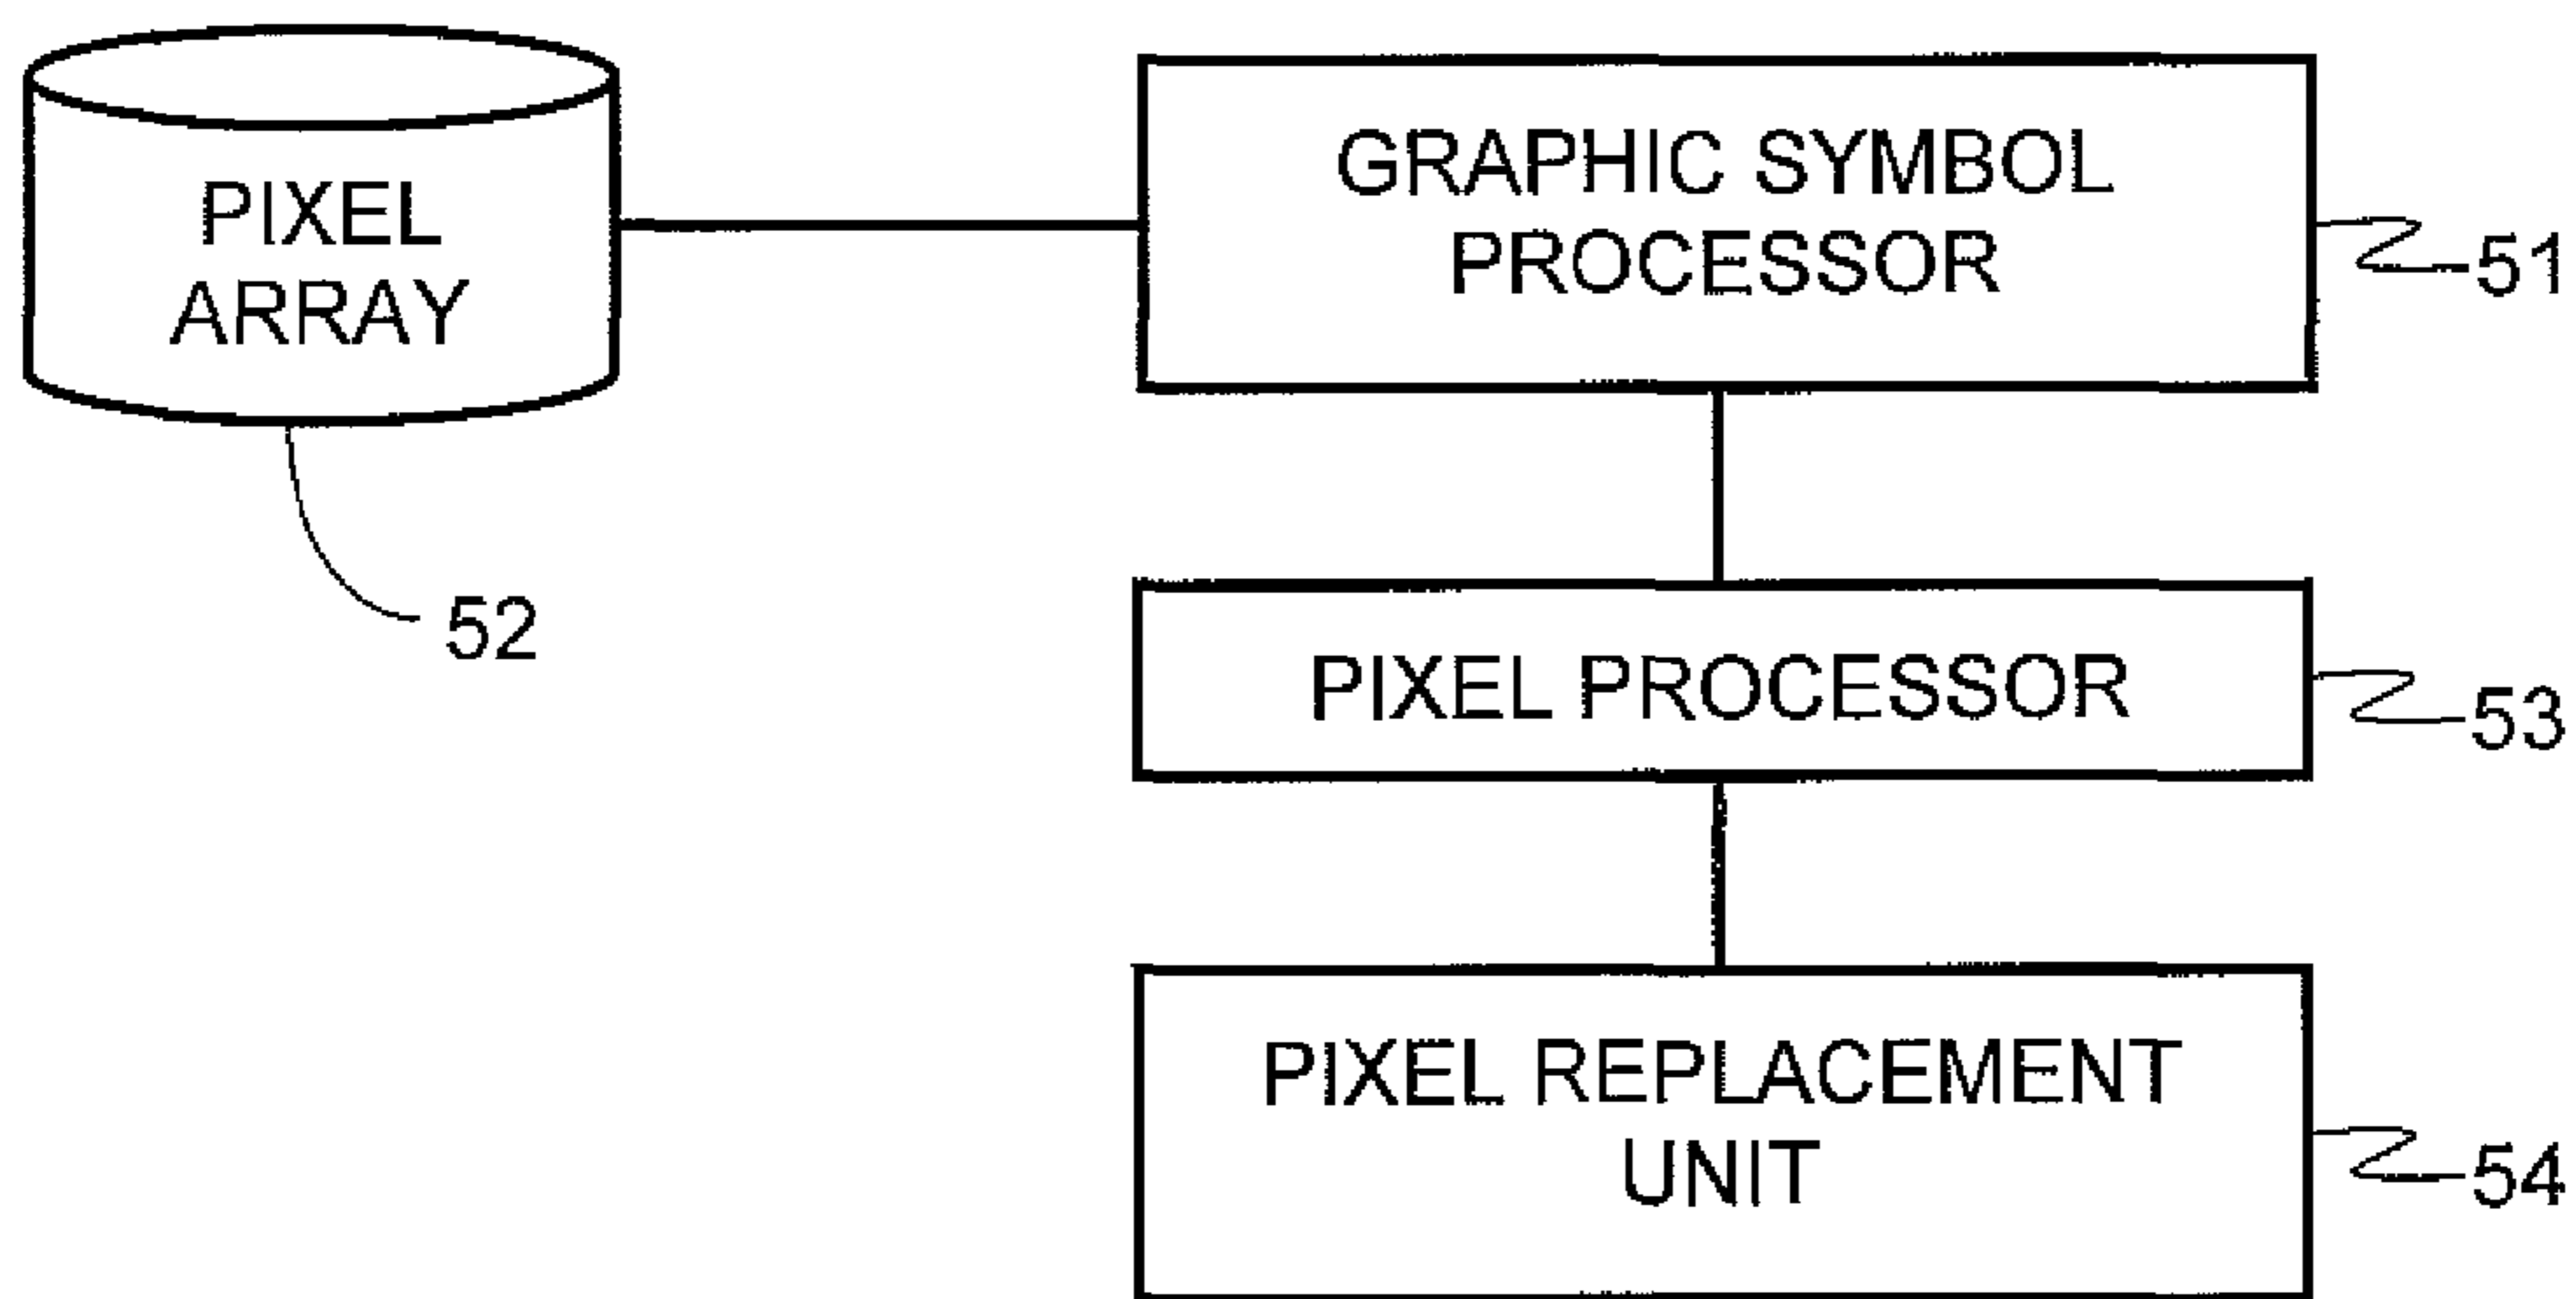 PIXEL
ARRAY
52
GRAPHIC SYMBOL
PROCESSOR
51
PIXEL PROCESSOR
53
PIXEL REPLACEMENT
UNIT
54